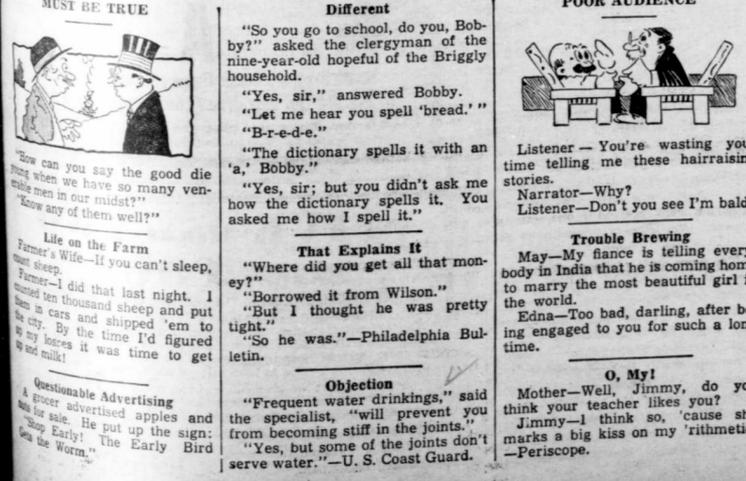 MUST BE TRUE
"How can you say the good die
young when we have so many ven-
erable men in our midst?"
"Know any of them well?"
Life on the Farm
Farmer's Wife—If you can't sleep,
count sheep.
Farmer—I did that last night. I
counted ten thousand sheep and put
them in cars and shipped 'em to
the city. By the time I'd figured
up my losses it was time to get
up and milk!
Questionable Advertising
A grocer advertised apples and
nuts for sale. He put up the sign:
"Stop Early! The Early Bird
Gets the Worm."
Different
"So you go to school, do you, Bob-
by?" asked the clergyman of the
nine-year-old hopeful of the Briggly
household.
"Yes, sir," answered Bobby.
"Let me hear you spell 'bread.' "
"B-r-e-d-e."
"The dictionary spells it with an
'a,' Bobby."
"Yes, sir; but you didn't ask me
how the dictionary spells it. You
asked me how I spell it."
That Explains It
"Where did you get all that mon-
ey?"
"Borrowed it from Wilson."
"But I thought he was pretty
tight."
"So he was."—Philadelphia Bul-
letin.
Objection
"Frequent water drinkings," said
the specialist, "will prevent you
from becoming stiff in the joints."
"Yes, but some of the joints don't
serve water."—U. S. Coast Guard.
POOR AUDIENCE
Listener — You're wasting you
time telling me these hairraisin
stories.
Narrator—Why?
Listener—Don't you see I'm bald
Trouble Brewing
May—My fiance is telling every
body in India that he is coming hom
to marry the most beautiful girl i
the world.
Edna—Too bad, darling, after b
ing engaged to you for such a lon
time.
O, My!
Mother—Well, Jimmy, do yo
think your teacher likes you?
Jimmy—I think so, 'cause sh
marks a big kiss on my 'rithmeti
—Periscope.